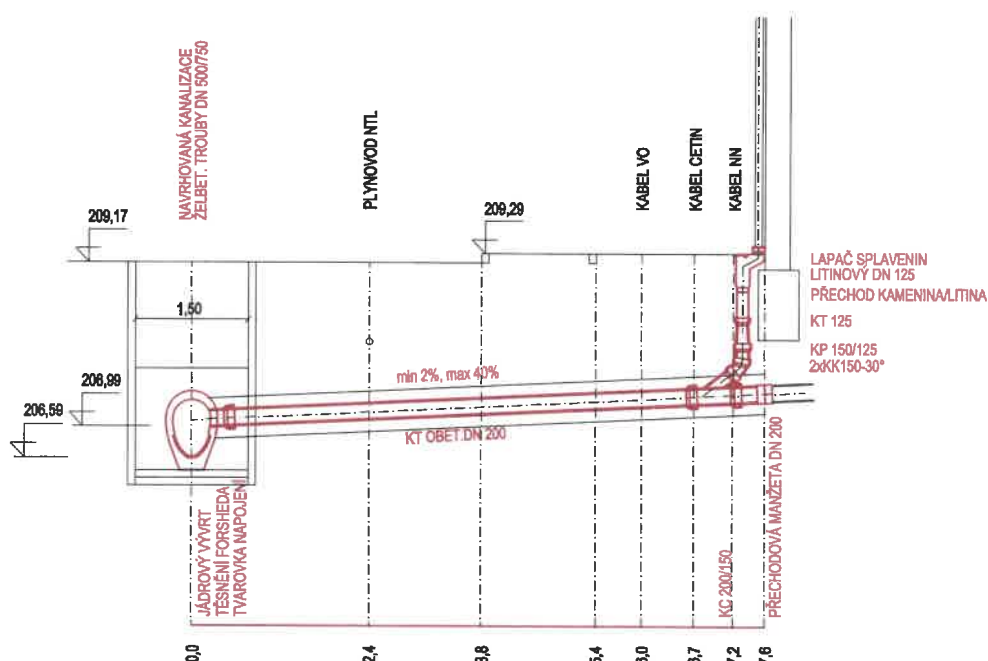 NAVRHOVANÁ KANALIZACE
ŽELBET. TROUBY DN 500/750
PLYNOVOD NTL
KABEL VO
KABEL CETIN
KABEL NN
209,17
209,29
LAPAČ SPLAVENIN
LITINOVÝ DN 125
PŘECHOD KAMENINA/LITINA
KT 125
KP 150/125
2xKK150-30°
1,50
206,99
206,59
min 2%, max 40%
KT OBET.DN 200
JÁDROVÝ VÝVRT
TĚSNĚNÍ FORSHEDA
TVAROVKA NAPOJENÍ
KC 200/150
PŘECHODOVÁ MANŽETA DN 200
0,0
2,4
3,8
5,4
6,0
6,7
7,2
7,6